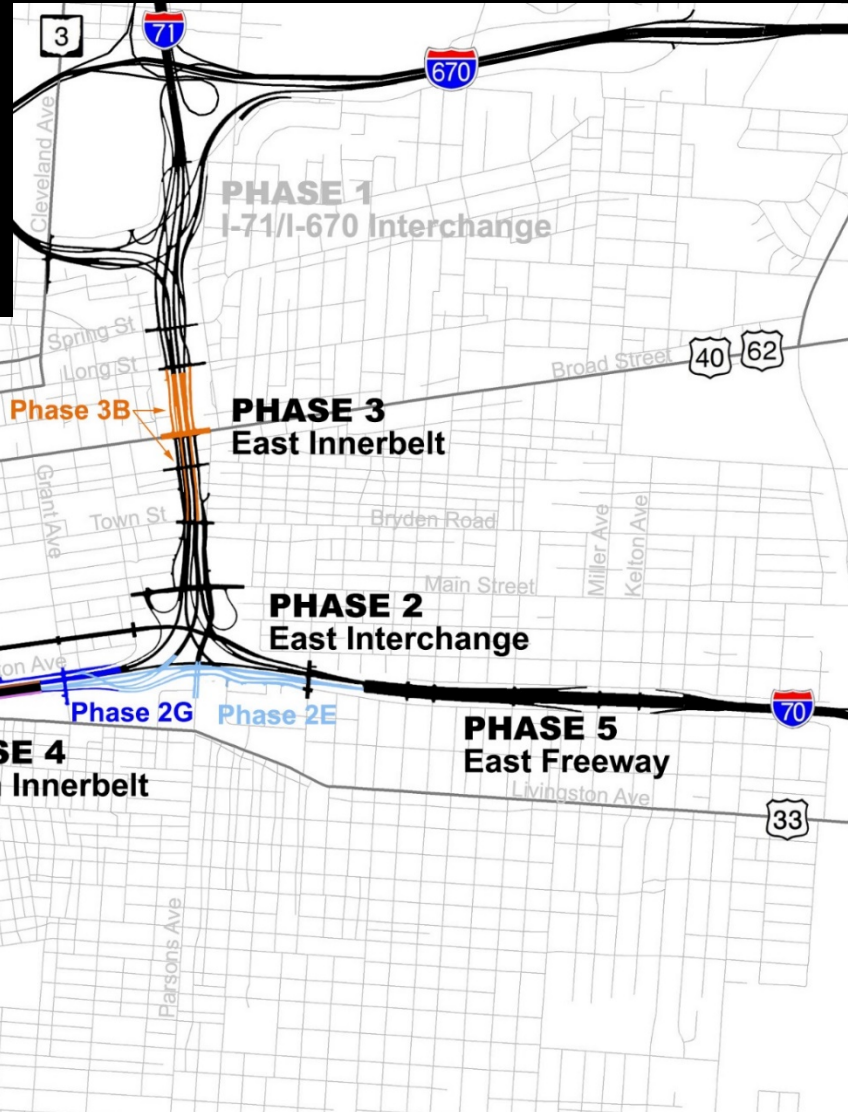 3
71
670
Cleveland Ave
PHASE 1
I-71/I-670 Interchange
Spring St
Long St
Broad Street
40
62
Phase 3B
PHASE 3
East Innerbelt
Grant Ave
Town St
Bryden Road
Miller Ave
Kelton Ave
Main Street
PHASE 2
East Interchange
on Ave
Phase 2G
Phase 2E
70
PHASE 5
East Freeway
SE 4
Innerbelt
Livingston Ave
33
Parsons Ave